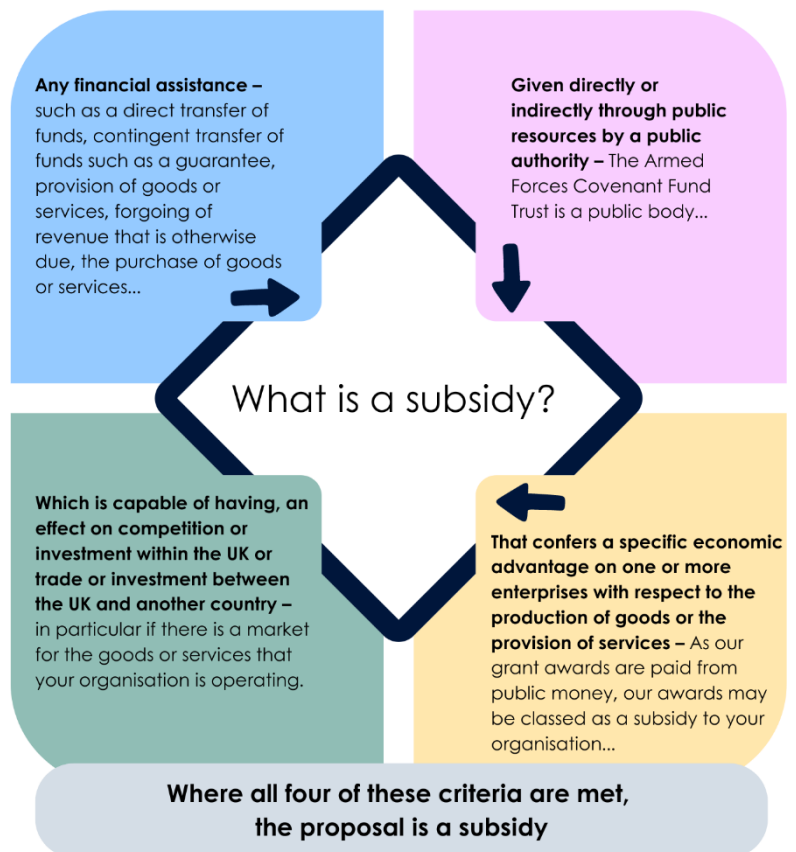 Any financial assistance –
such as a direct transfer of
funds, contingent transfer of
funds such as a guarantee,
provision of goods or
services, forgoing of
revenue that is otherwise
due, the purchase of goods
or services...
Given directly or
indirectly through public
resources by a public
authority – The Armed
Forces Covenant Fund
Trust is a public body...
What is a subsidy?
Which is capable of having, an
effect on competition or
investment within the UK or
trade or investment between
the UK and another country –
in particular if there is a market
for the goods or services that
your organisation is operating.
That confers a specific economic
advantage on one or more
enterprises with respect to the
production of goods or the
provision of services – As our
grant awards are paid from
public money, our awards may
be classed as a subsidy to your
organisation...
Where all four of these criteria are met,
the proposal is a subsidy